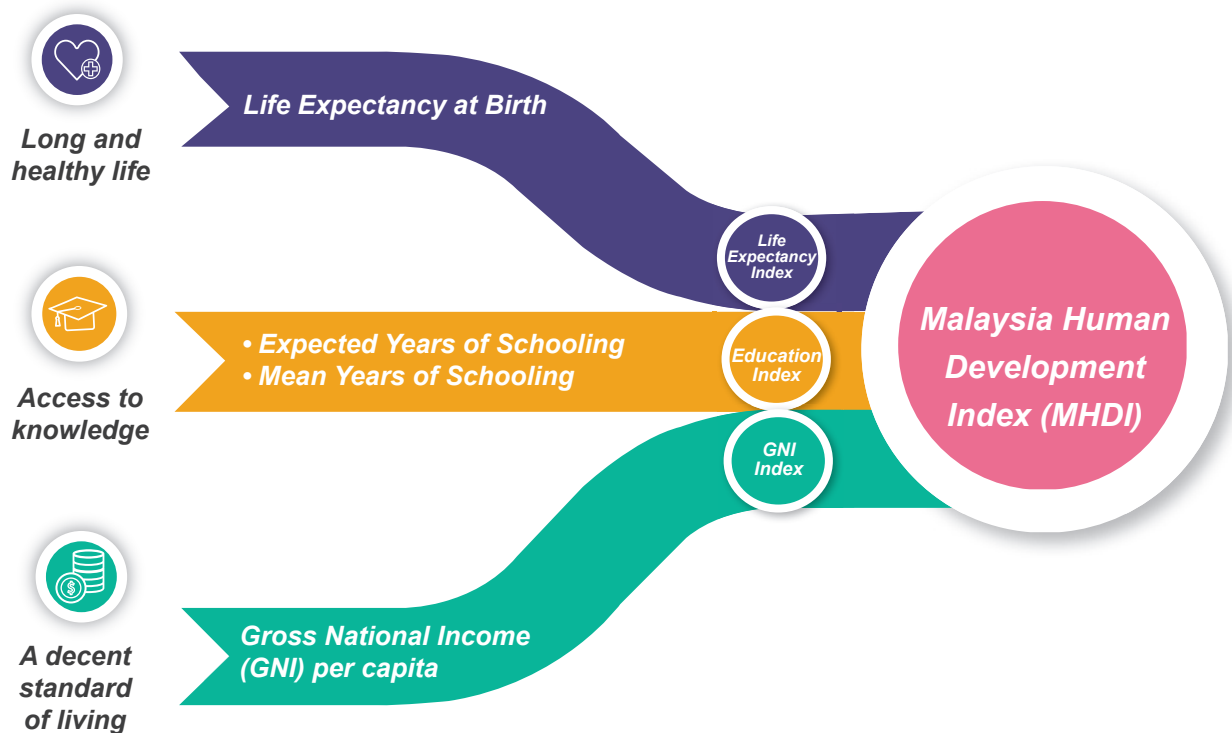 Long and
healthy life
Life Expectancy at Birth
Life
Expectancy
Index
Access to
knowledge
• Expected Years of Schooling
• Mean Years of Schooling
Education
Index
A decent
standard
of living
$
Gross National Income
(GNI) per capita
GNI
Index
Malaysia Human
Development
Index (MHDI)